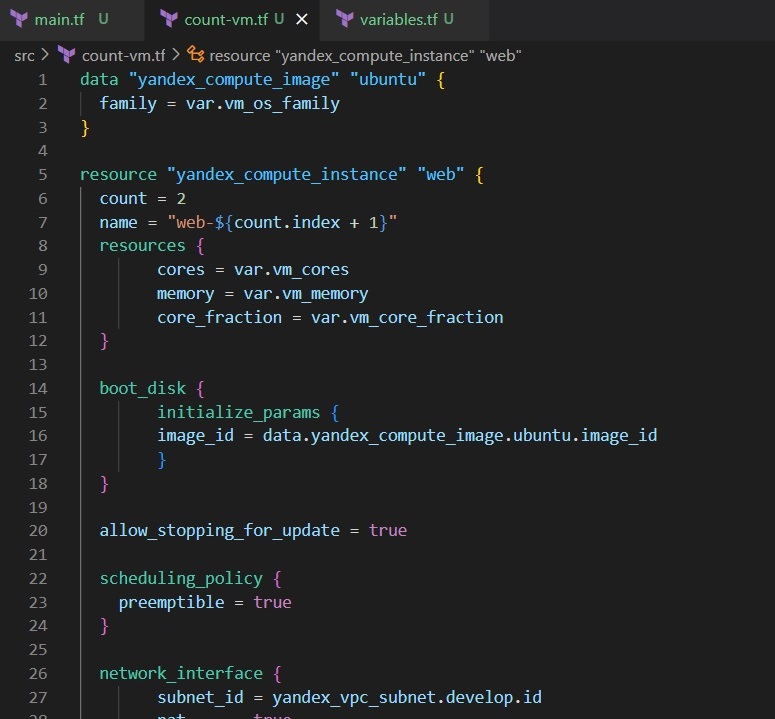 main.tf U count-vm.tf U × variables.tf U
src > count-vm.tf > resource "yandex_compute_instance" "web"
1 data "yandex_compute_image" "ubuntu" {
2   family = var.vm_os_family
3 }
4
5 resource "yandex_compute_instance" "web" {
6   count = 2
7   name = "web-${count.index + 1}"
8   resources {
9         cores = var.vm_cores
10         memory = var.vm_memory
11         core_fraction = var.vm_core_fraction
12   }
13
14   boot_disk {
15         initialize_params {
16         image_id = data.yandex_compute_image.ubuntu.image_id
17         }
18   }
19
20   allow_stopping_for_update = true
21
22   scheduling_policy {
23     preemptible = true
24   }
25
26   network_interface {
27         subnet_id = yandex_vpc_subnet.develop.id